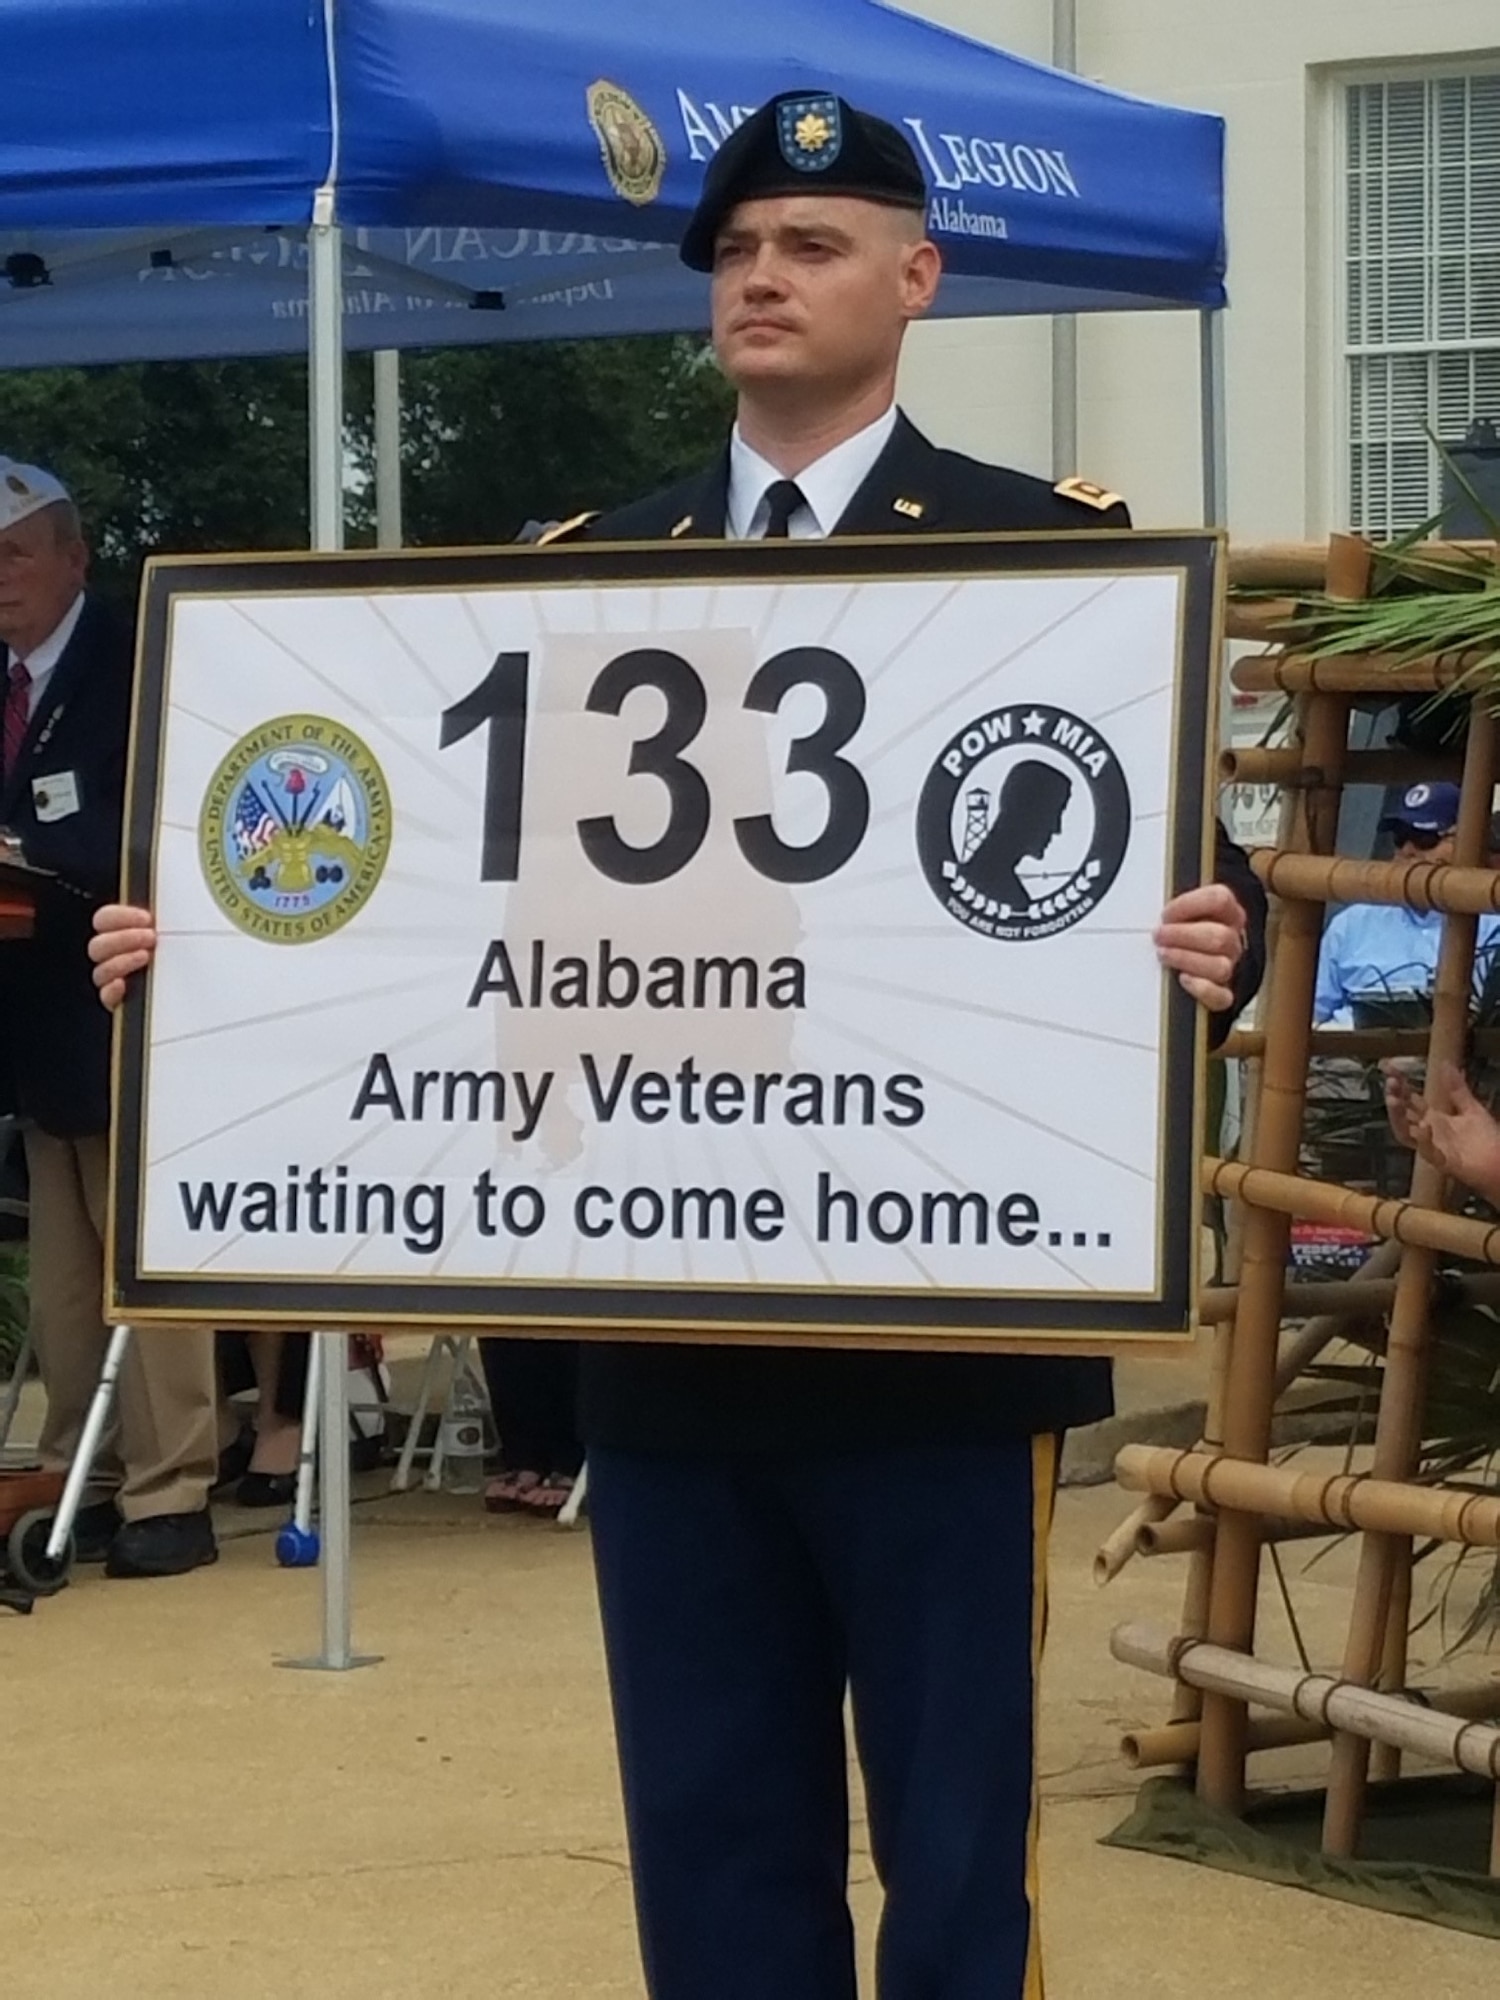 AM
LEGION
Alabama
133
DEPARTMENT OF THE ARMY
UNITED STATES OF AMERICA
1775
POW ★ MIA
YOU ARE NOT FORGOTTEN
Alabama
Army Veterans
waiting to come home...
U.S.